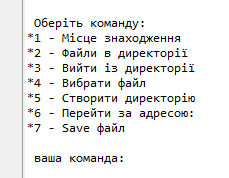 Оберіть команду:
*1 - Місце знаходження
*2 - Файли в директорії
*3 - Вийти із директорії
*4 - Вибрати файл
*5 - Створити директорію
*6 - Перейти за адресою:
*7 - Save файл
ваша команда: